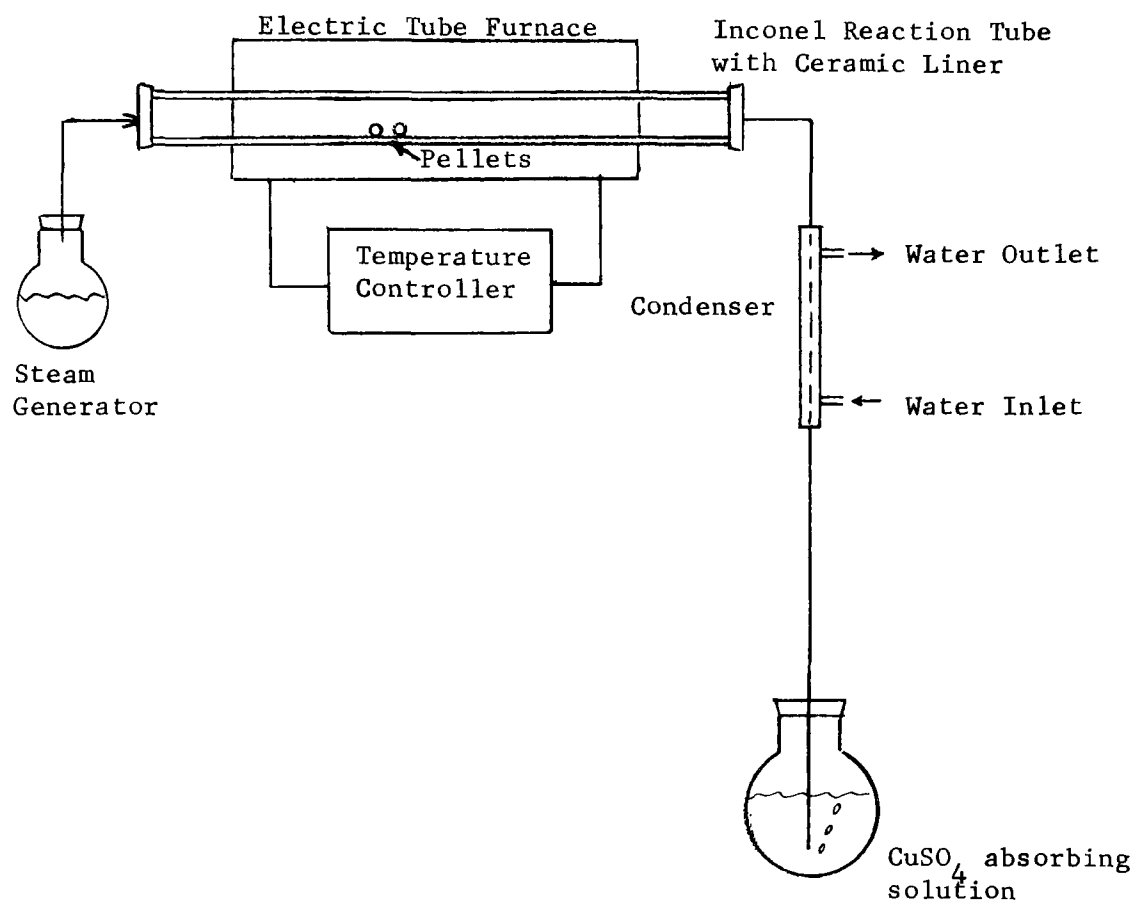 Electric Tube Furnace
Inconel Reaction Tube
with Ceramic Liner
Pellets
Temperature
Controller
Water Outlet
Condenser
Steam
Generator
Water Inlet
CuSO4 absorbing
solution